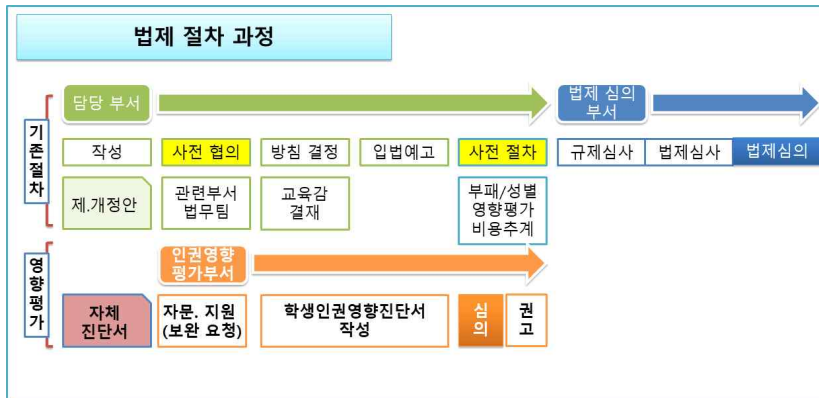 법제 절차 과정
담당 부서
법제 심의
부서
기존절차
작성
사전 협의
방침 결정
입법예고
사전 절차
규제심사
법제심사
법제심의
제.개정안
관련부서
법무팀
교육감
결재
부패/성별
영향평가
비용추계
영향평가
인권영향
평가부서
자체
진단서
자문. 지원
(보완 요청)
학생인권영향진단서
작성
심의
권고